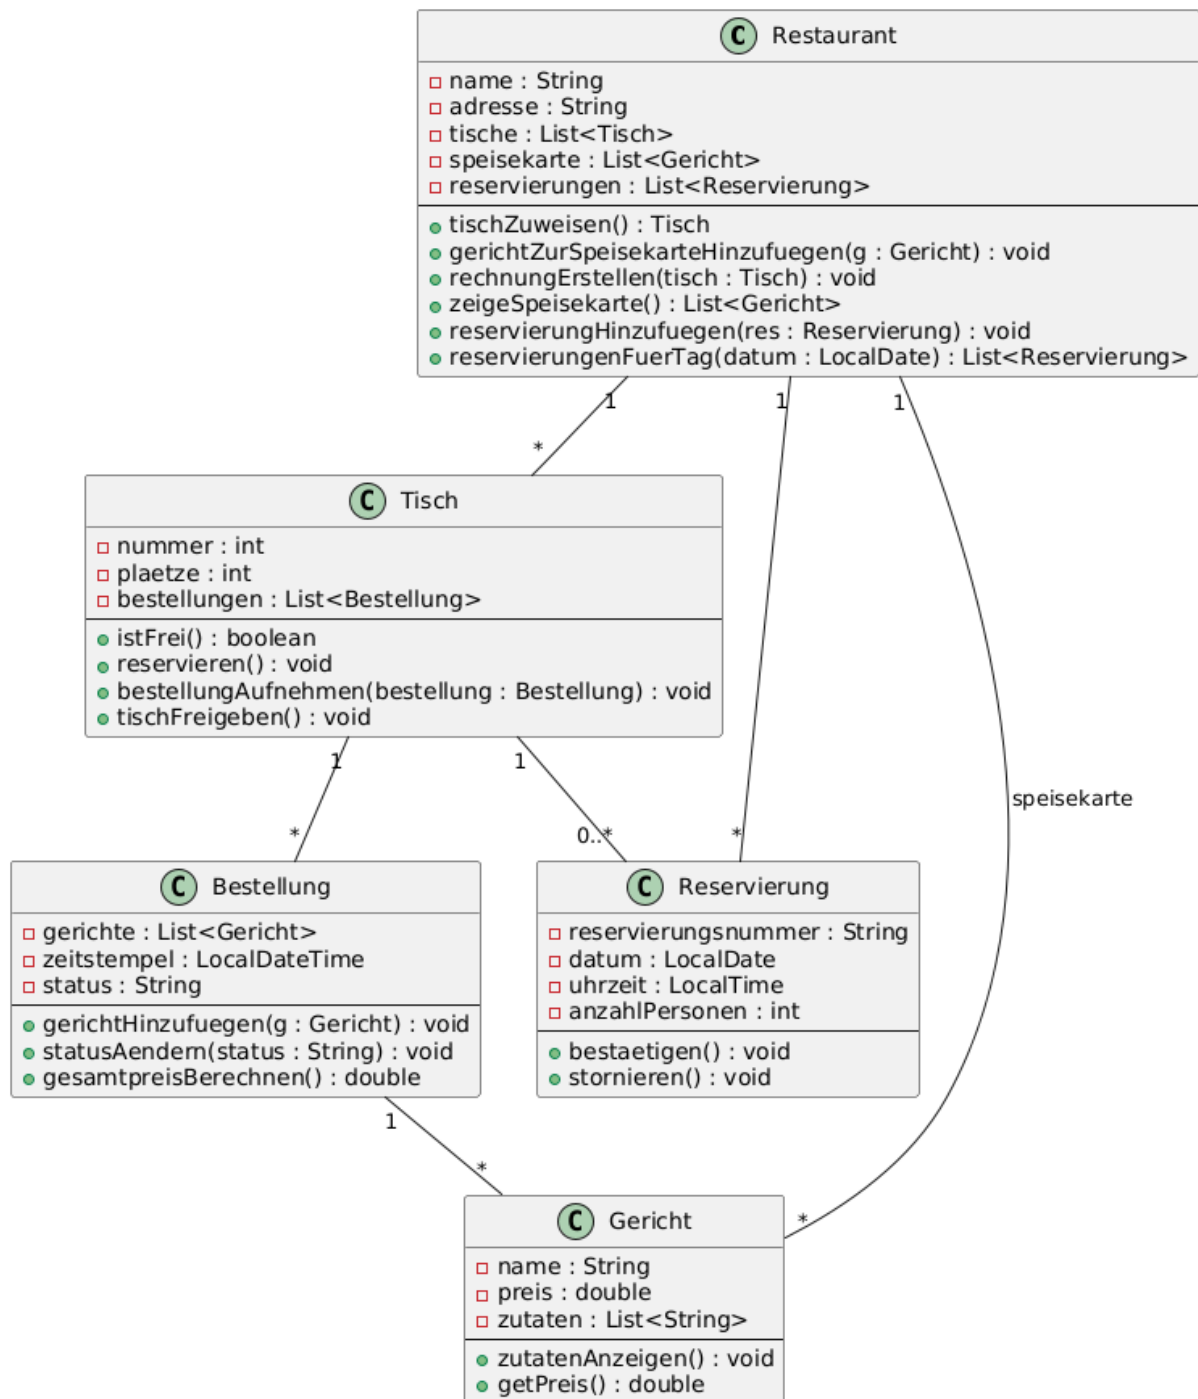 C Restaurant
name : String
adresse : String
tische : List<Tisch>
speisekarte : List<Gericht>
reservierungen : List<Reservierung>
tischZuweisen() : Tisch
gerichtZurSpeisekarteHinzufuegen(g : Gericht) : void
rechnungErstellen(tisch : Tisch) : void
zeigeSpeisekarte() : List<Gericht>
reservierungHinzufuegen(res : Reservierung) : void
reservierungenFuerTag(datum : LocalDate) : List<Reservierung>
1
1
1
*
C Tisch
nummer : int
plaetze : int
bestellungen : List<Bestellung>
istFrei() : boolean
reservieren() : void
bestellungAufnehmen(bestellung : Bestellung) : void
tischFreigeben() : void
1
1
speisekarte
*
0..*
*
C Bestellung
gerichte : List<Gericht>
zeitstempel : LocalDateTime
status : String
gerichtHinzufuegen(g : Gericht) : void
statusAendern(status : String) : void
gesamtpreisBerechnen() : double
C Reservierung
reservierungsnummer : String
datum : LocalDate
uhrzeit : LocalTime
anzahlPersonen : int
bestaetigen() : void
stornieren() : void
1
*
*
C Gericht
name : String
preis : double
zutaten : List<String>
zutatenAnzeigen() : void
getPreis() : double